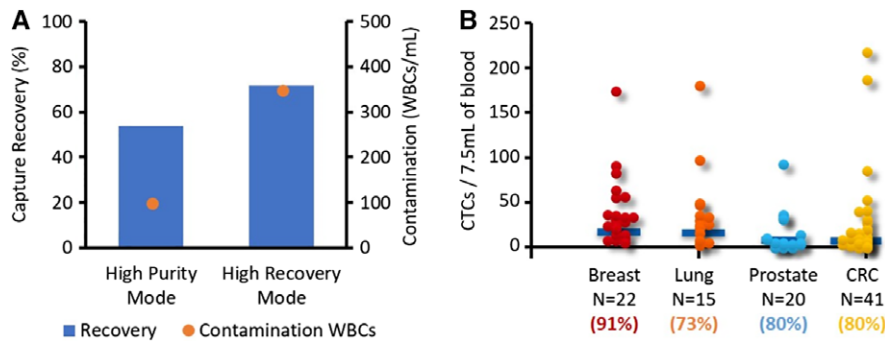 A
Capture Recovery (%)
100
80
60
40
20
0
500
400
300
200
100
0
Contamination (WBCs/mL)
High Purity
Mode
High Recovery
Mode
Recovery
Contamination WBCs
B
CTCs / 7.5mL of blood
250
200
150
100
50
0
Breast
N=22
(91%)
Lung
N=15
(73%)
Prostate
N=20
(80%)
CRC
N=41
(80%)